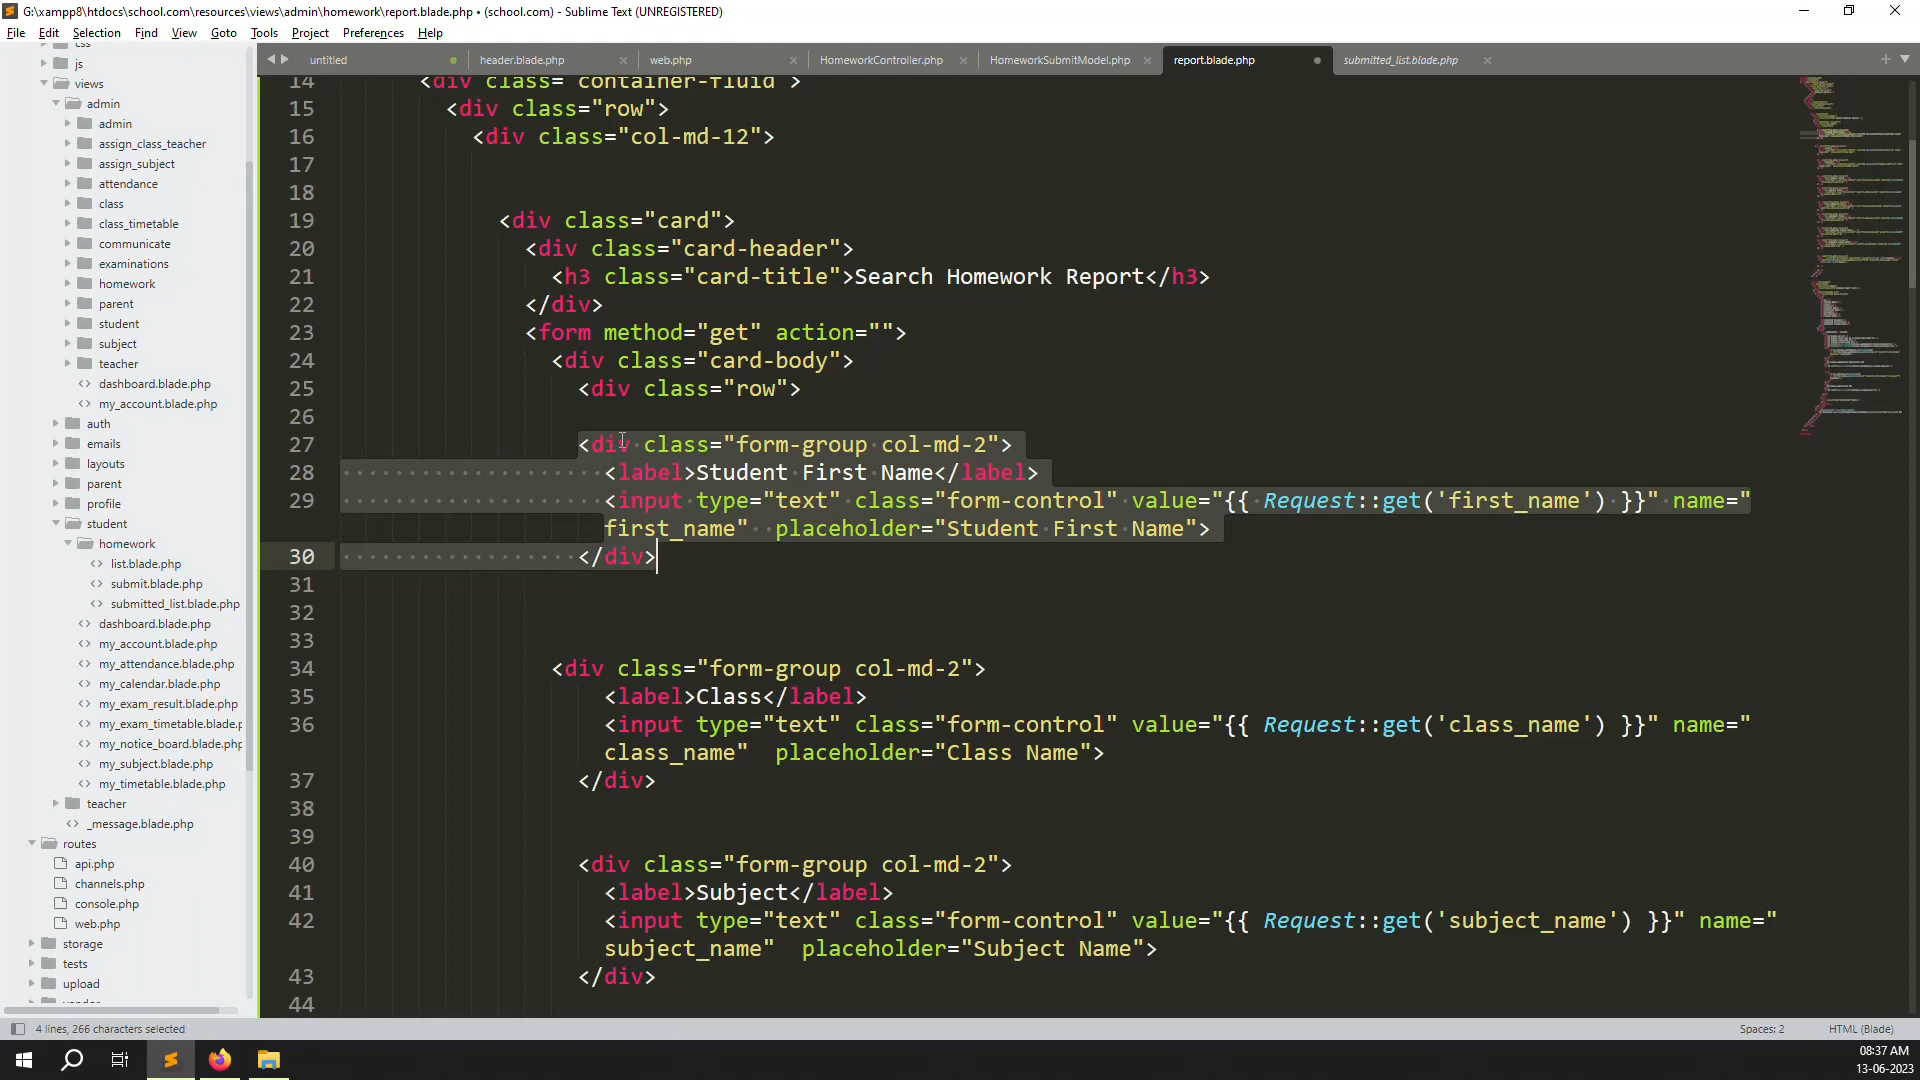 G:\xampp8\htdocs\school.com\resources\views\admin\homework\report.blade.php • (school.com) - Sublime Text (UNREGISTERED)
File Edit Selection Find View Goto Tools Project Preferences Help
css
js
views
admin
admin
assign_class_teacher
assign_subject
attendance
class
class_timetable
communicate
examinations
homework
parent
student
subject
teacher
<> dashboard.blade.php
<> my_account.blade.php
auth
emails
layouts
parent
profile
student
homework
<> list.blade.php
<> submit.blade.php
<> submitted_list.blade.php
<> dashboard.blade.php
<> my_account.blade.php
<> my_attendance.blade.php
<> my_calendar.blade.php
<> my_exam_result.blade.php
<> my_exam_timetable.blade.p
<> my_notice_board.blade.php
<> my_subject.blade.php
<> my_timetable.blade.php
teacher
<> _message.blade.php
routes
api.php
channels.php
console.php
web.php
storage
tests
upload
untitled header.blade.php web.php HomeworkController.php HomeworkSubmitModel.php report.blade.php submitted_list.blade.php
14 <div class="container-fluid">
15 <div class="row">
16 <div class="col-md-12">
17
18
19 <div class="card">
20 <div class="card-header">
21 <h3 class="card-title">Search Homework Report</h3>
22 </div>
23 <form method="get" action="">
24 <div class="card-body">
25 <div class="row">
26
27 <div class="form-group col-md-2">
28 <label>Student First Name</label>
29 <input type="text" class="form-control" value="{{ Request::get('first_name') }}" name="
first_name"  placeholder="Student First Name">
30 </div>
31
32
33
34 <div class="form-group col-md-2">
35 <label>Class</label>
36 <input type="text" class="form-control" value="{{ Request::get('class_name') }}" name="
class_name"  placeholder="Class Name">
37 </div>
38
39
40 <div class="form-group col-md-2">
41 <label>Subject</label>
42 <input type="text" class="form-control" value="{{ Request::get('subject_name') }}" name="
subject_name"  placeholder="Subject Name">
43 </div>
44
4 lines, 266 characters selected
Spaces: 2 HTML (Blade)
08:37 AM
13-06-2023